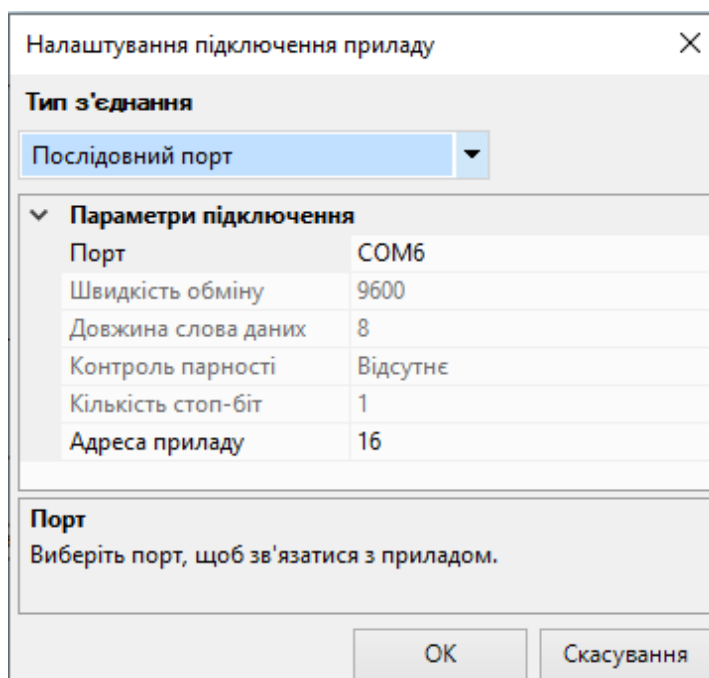 Налаштування підключення приладу
Тип з'єднання
Послідовний порт
Параметри підключення
Порт COM6
Швидкість обміну 9600
Довжина слова даних 8
Контроль парності Відсутнє
Кількість стоп-біт 1
Адреса приладу 16
Порт
Виберіть порт, щоб зв'язатися з приладом.
ОК Скасування